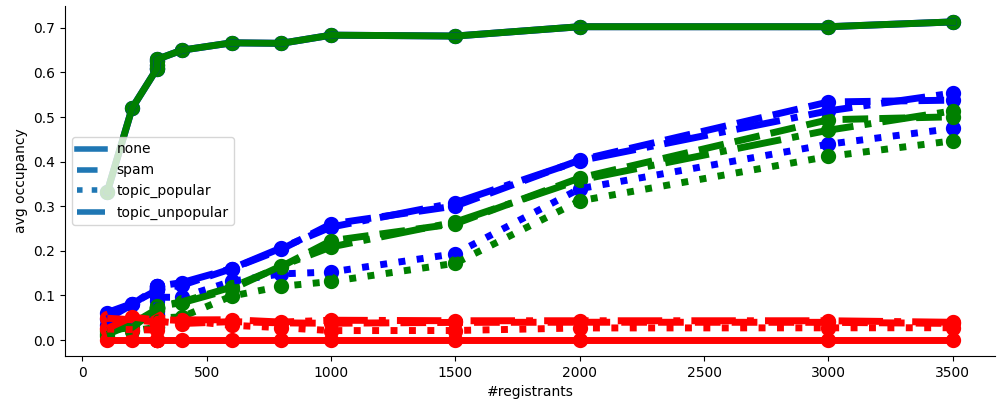 0.7
0.6
0.5
0.4
0.3
0.2
0.1
0.0
avg occupancy
none
spam
topic_popular
topic_unpopular
0 500 1000 1500 2000 2500 3000 3500
#registrants